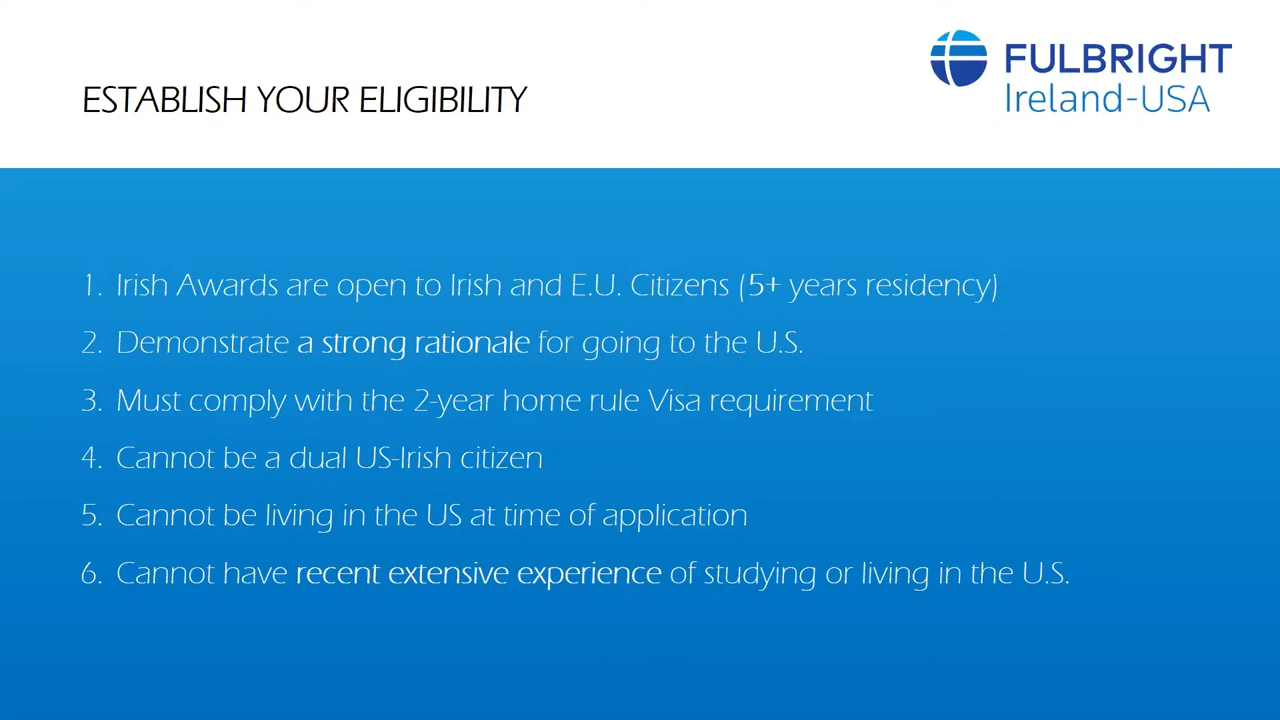 FULBRIGHT
Ireland-USA
ESTABLISH YOUR ELIGIBILITY
1. Irish Awards are open to Irish and E.U. Citizens (5+ years residency)
2. Demonstrate a strong rationale for going to the U.S.
3. Must comply with the 2-year home rule Visa requirement
4. Cannot be a dual US-Irish citizen
5. Cannot be living in the US at time of application
6. Cannot have recent extensive experience of studying or living in the U.S.